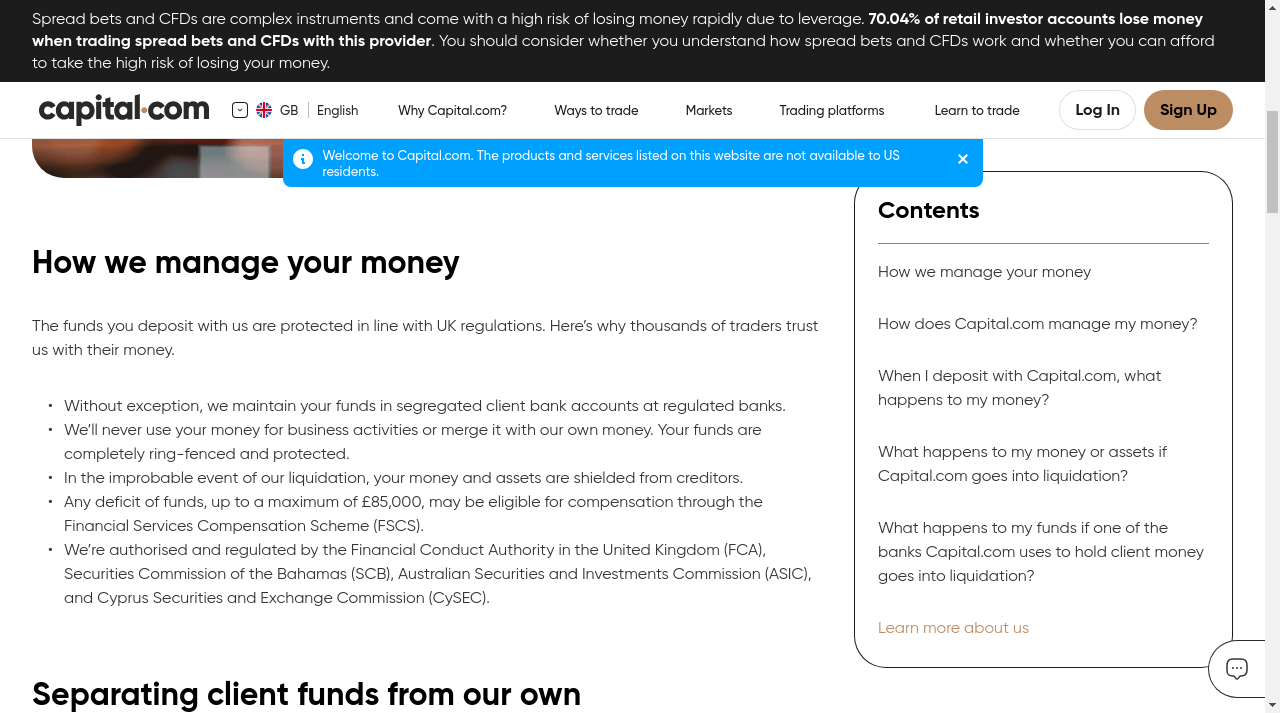 Spread bets and CFDs are complex instruments and come with a high risk of losing money rapidly due to leverage. 70.04% of retail investor accounts lose money
when trading spread bets and CFDs with this provider. You should consider whether you understand how spread bets and CFDs work and whether you can afford
to take the high risk of losing your money.
capital.com
GB
English
Why Capital.com?
Ways to trade
Markets
Trading platforms
Learn to trade
Log In
Sign Up
Welcome to Capital.com. The products and services listed on this website are not available to US
residents.
How we manage your money
The funds you deposit with us are protected in line with UK regulations. Here’s why thousands of traders trust
us with their money.
• Without exception, we maintain your funds in segregated client bank accounts at regulated banks.
• We’ll never use your money for business activities or merge it with our own money. Your funds are
completely ring-fenced and protected.
• In the improbable event of our liquidation, your money and assets are shielded from creditors.
• Any deficit of funds, up to a maximum of £85,000, may be eligible for compensation through the
Financial Services Compensation Scheme (FSCS).
• We’re authorised and regulated by the Financial Conduct Authority in the United Kingdom (FCA),
Securities Commission of the Bahamas (SCB), Australian Securities and Investments Commission (ASIC),
and Cyprus Securities and Exchange Commission (CySEC).
Separating client funds from our own
Contents
How we manage your money
How does Capital.com manage my money?
When I deposit with Capital.com, what
happens to my money?
What happens to my money or assets if
Capital.com goes into liquidation?
What happens to my funds if one of the
banks Capital.com uses to hold client money
goes into liquidation?
Learn more about us